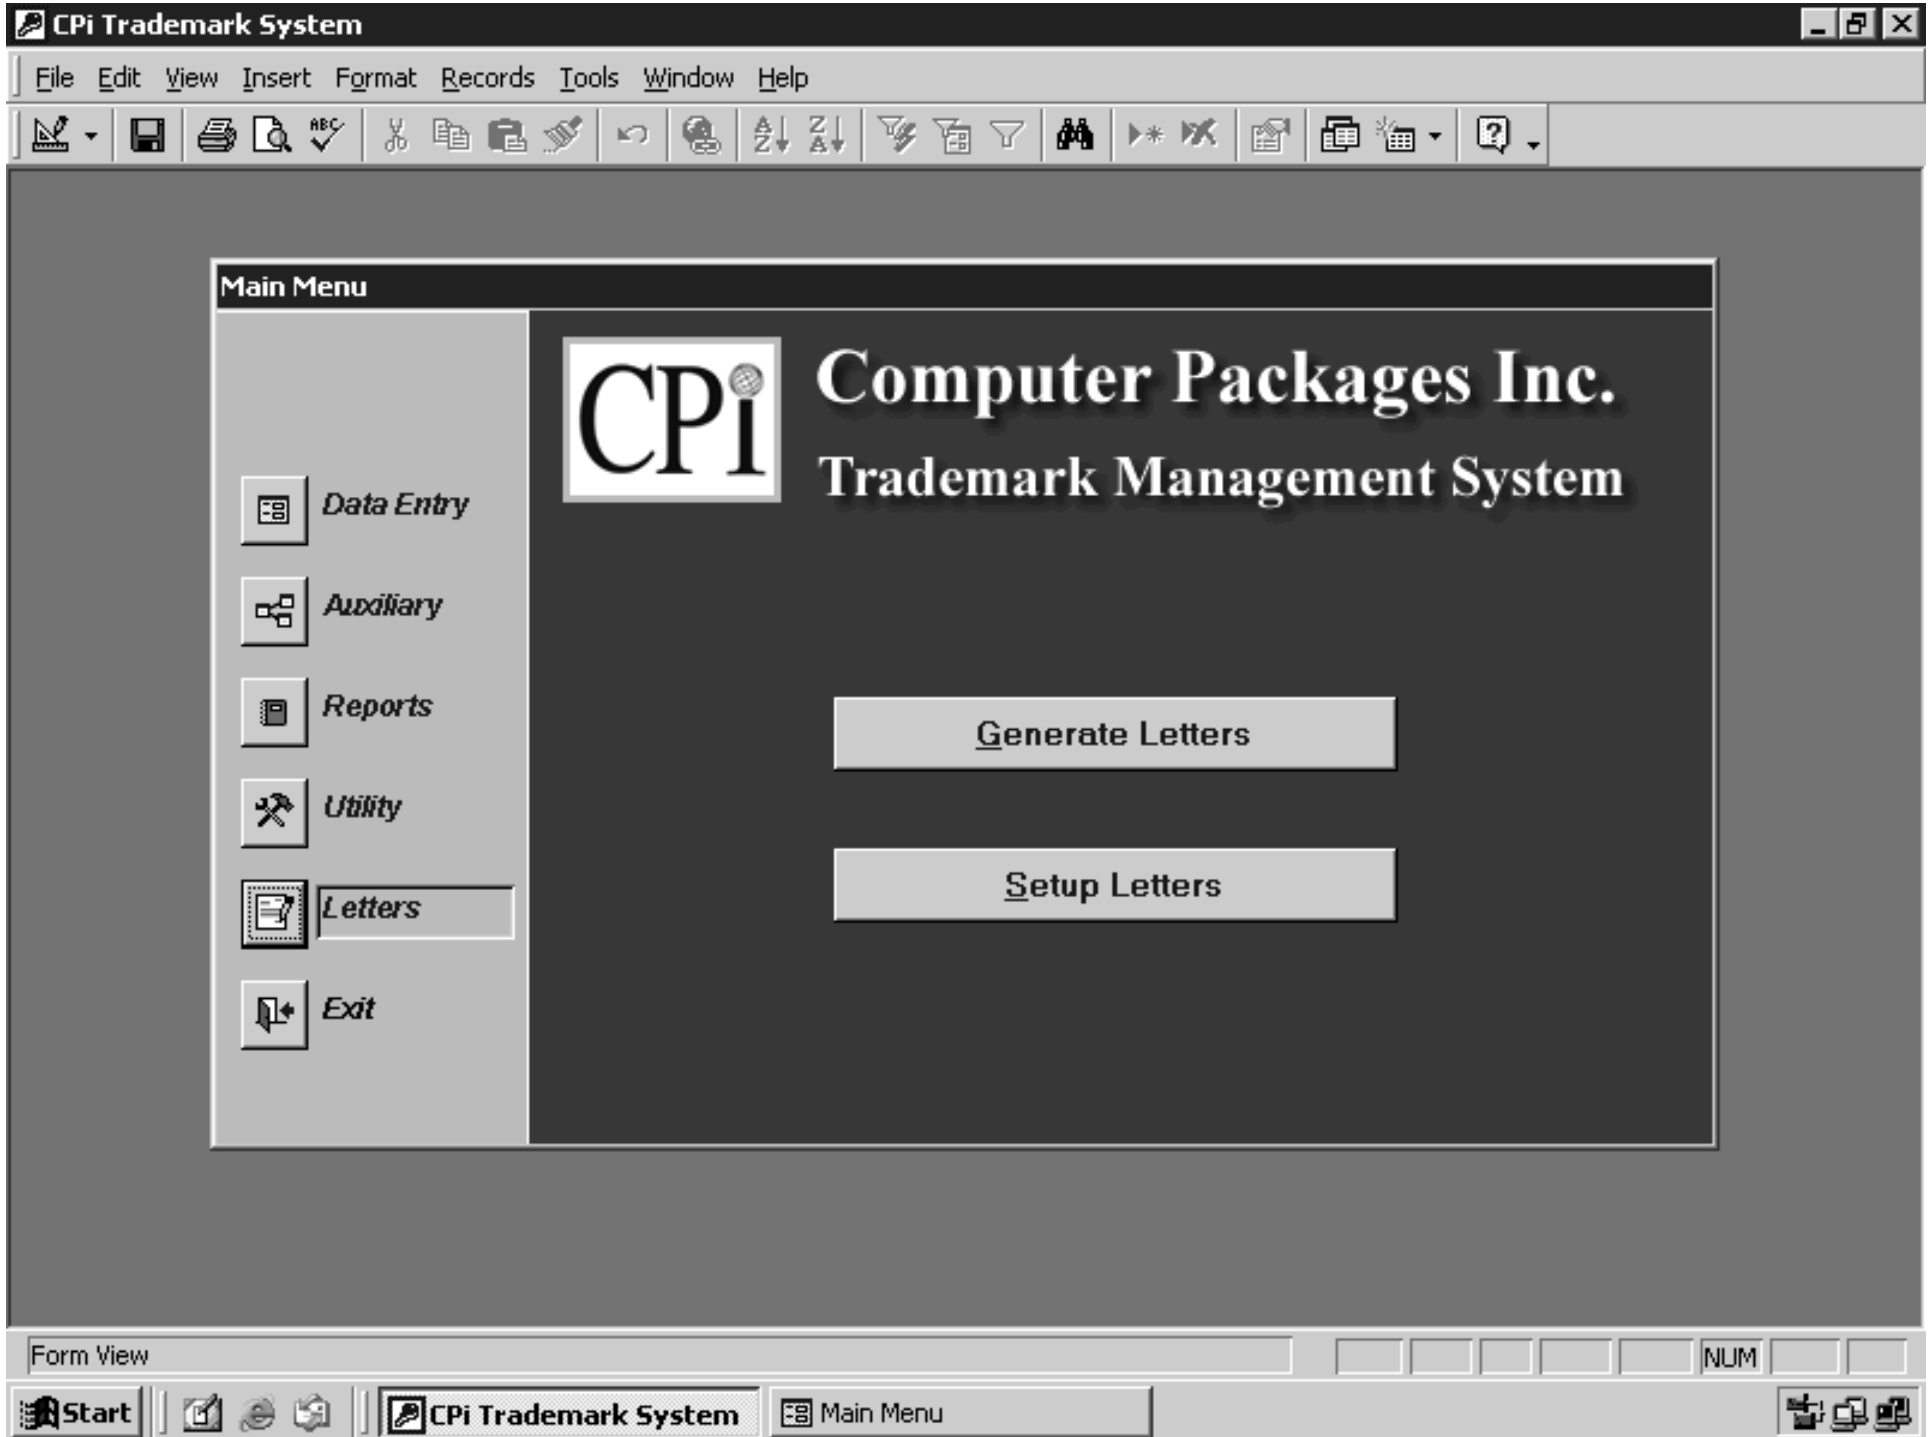 CPi Trademark System
File Edit View Insert Format Records Tools Window Help
Main Menu
CPi
Computer Packages Inc.
Trademark Management System
Data Entry
Auxiliary
Reports
Utility
Letters
Exit
Generate Letters
Setup Letters
Form View
NUM
Start
CPi Trademark System
Main Menu